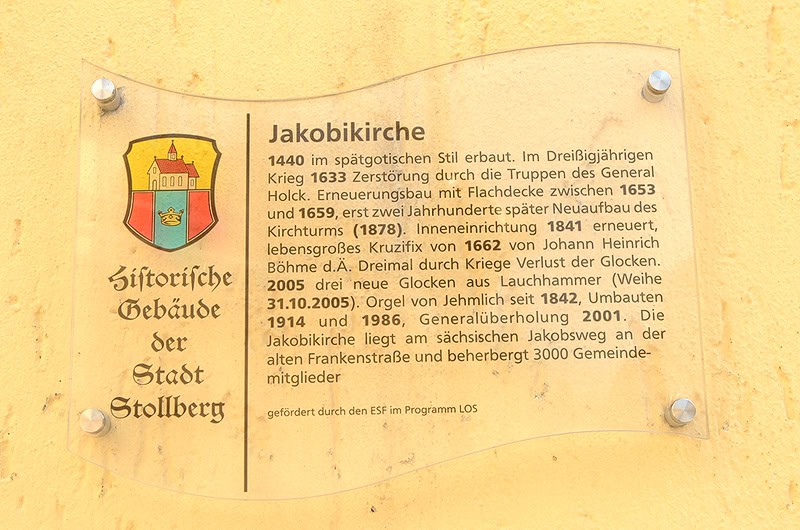 Historische
Gebäude
der
Stadt
Stollberg
Jakobikirche
1440 im spätgotischen Stil erbaut. Im Dreißigjährigen
Krieg 1633 Zerstörung durch die Truppen des General
Holck. Erneuerungsbau mit Flachdecke zwischen 1653
und 1659, erst zwei Jahrhunderte später Neuaufbau des
Kirchturms (1878). Inneneinrichtung 1841 erneuert,
lebensgroßes Kruzifix von 1662 von Johann Heinrich
Böhme d.Ä. Dreimal durch Kriege Verlust der Glocken.
2005 drei neue Glocken aus Lauchhammer (Weihe
31.10.2005). Orgel von Jehmlich seit 1842, Umbauten
1914 und 1986, Generalüberholung 2001. Die
Jakobikirche liegt am sächsischen Jakobsweg an der
alten Frankenstraße und beherbergt 3000 Gemeinde-
mitglieder
gefördert durch den ESF im Programm LOS